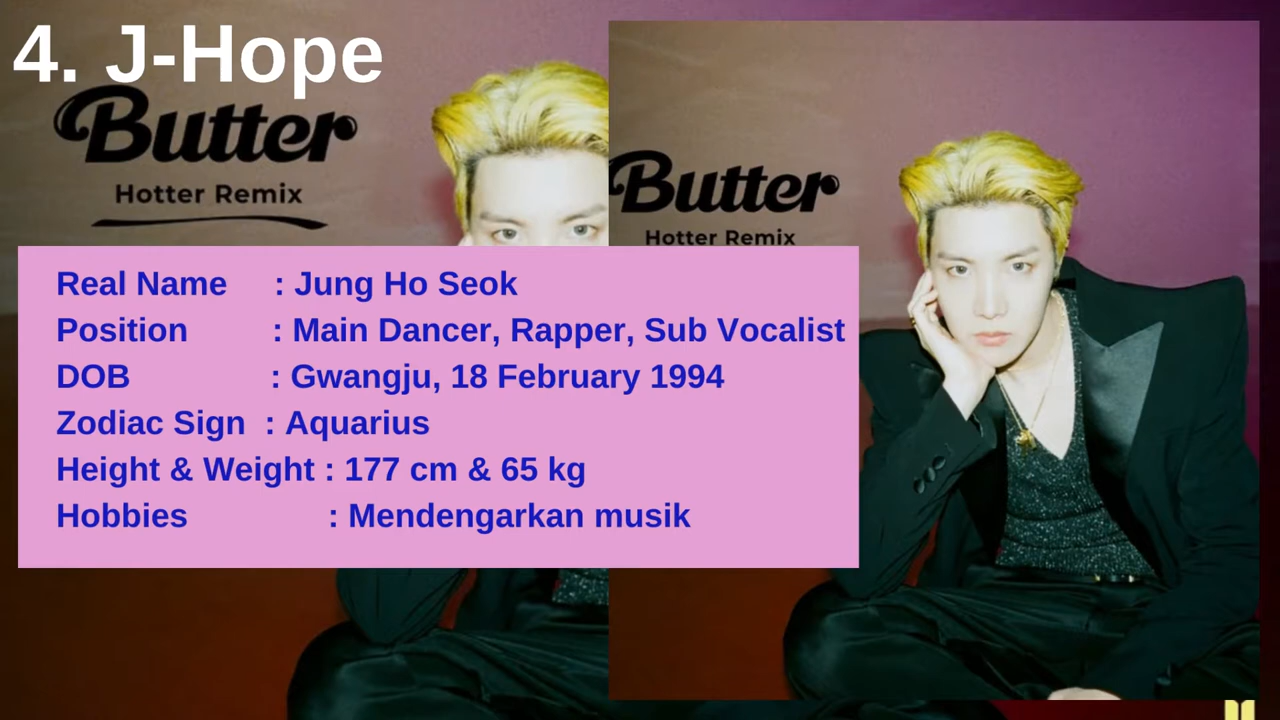 4. J-Hope
Butter
Hotter Remix
Butter
Hotter Remix
Real Name : Jung Ho Seok
Position : Main Dancer, Rapper, Sub Vocalist
DOB : Gwangju, 18 February 1994
Zodiac Sign : Aquarius
Height & Weight : 177 cm & 65 kg
Hobbies : Mendengarkan musik